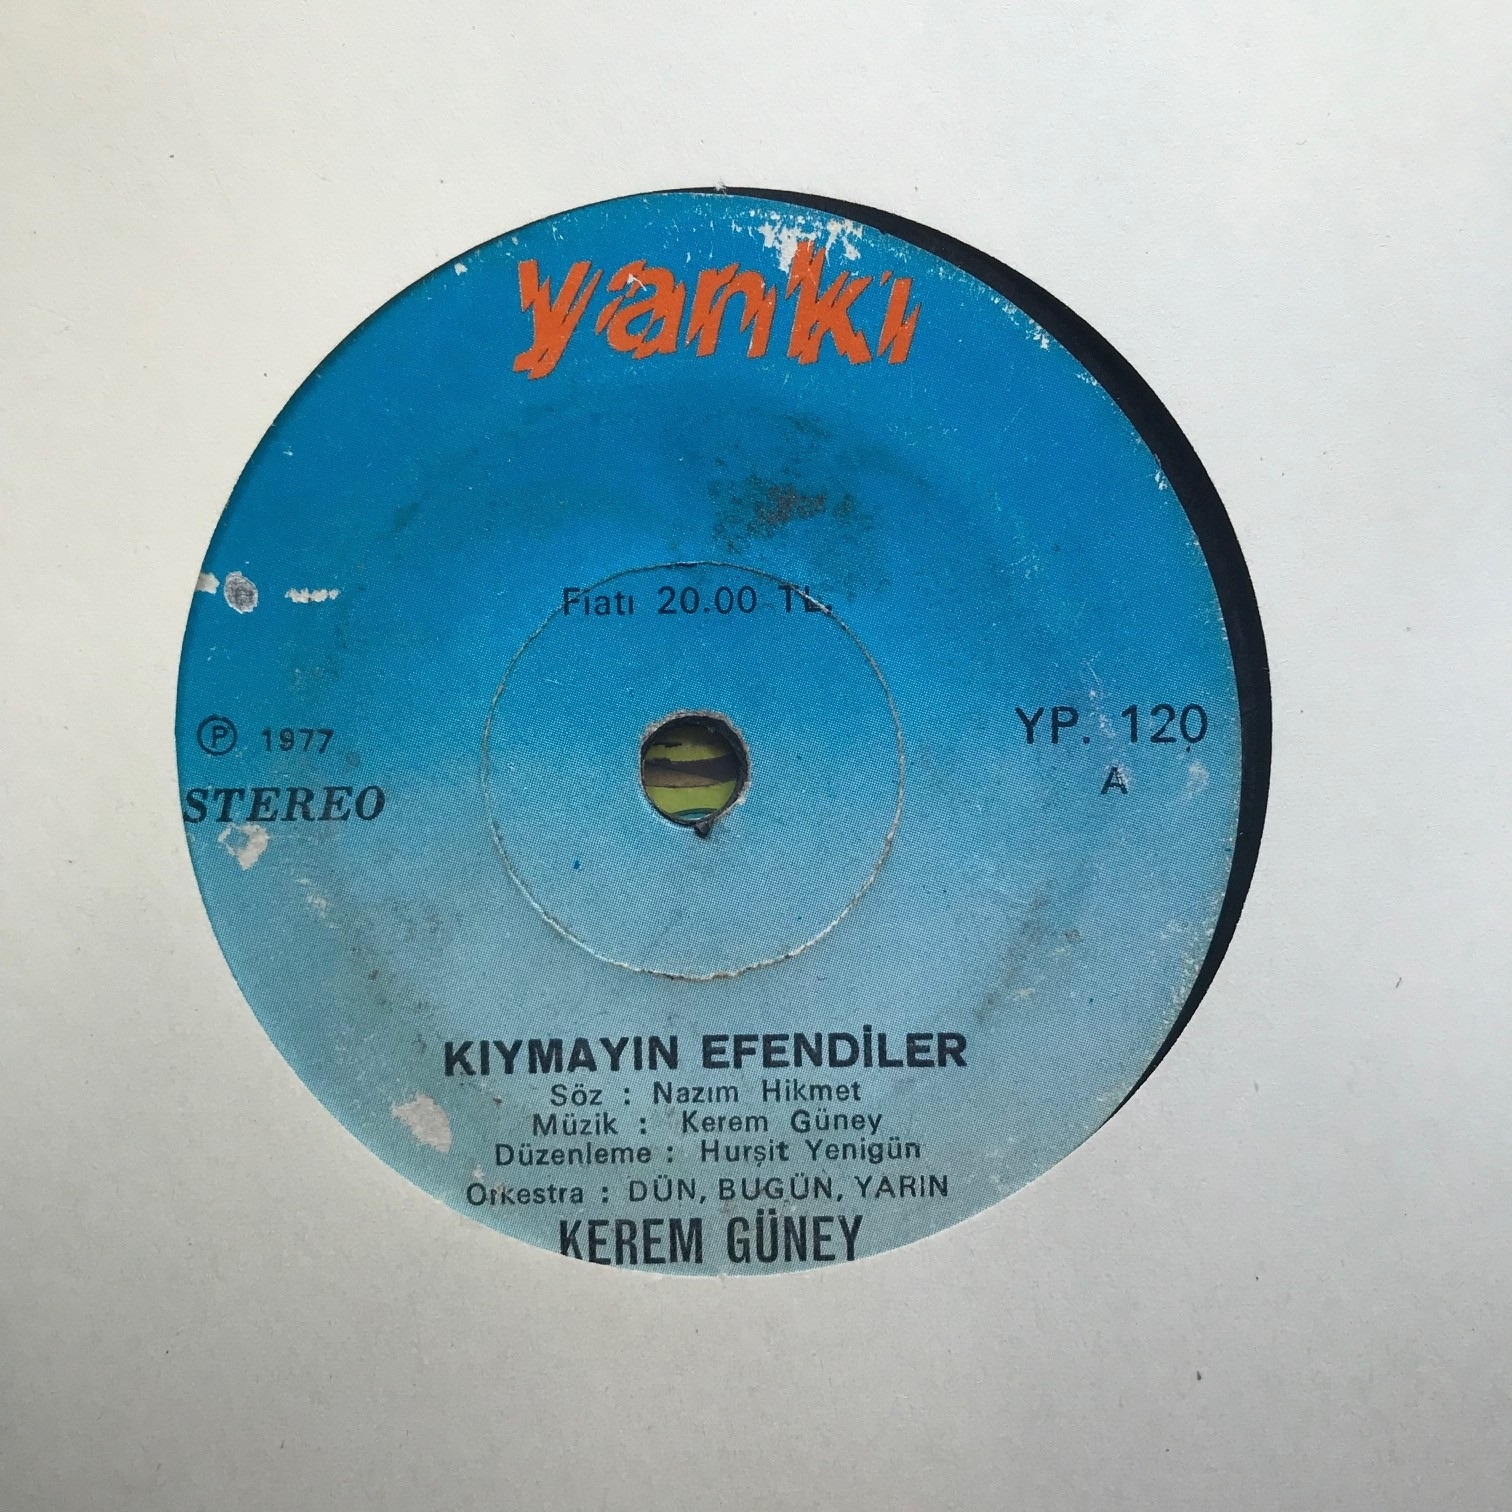 yankı
Fiatı 20.00 TL.
Ⓟ 1977
STEREO
YP. 120
A
KIYMAYIN EFENDİLER
Söz : Nazım Hikmet
Müzik : Kerem Güney
Düzenleme : Hurşit Yenigün
Orkestra : DÜN, BUGÜN, YARIN
KEREM GÜNEY